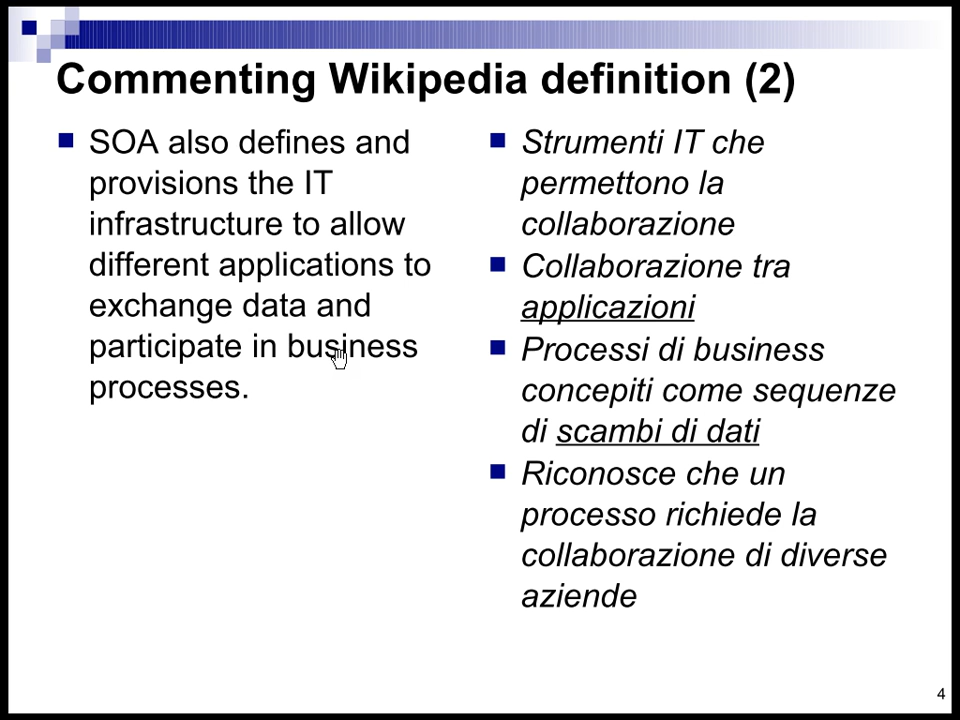 Commenting Wikipedia definition (2)
SOA also defines and
provisions the IT
infrastructure to allow
different applications to
exchange data and
participate in business
processes.
Strumenti IT che
permettono la
collaborazione
Collaborazione tra
applicazioni
Processi di business
concepiti come sequenze
di scambi di dati
Riconosce che un
processo richiede la
collaborazione di diverse
aziende
4